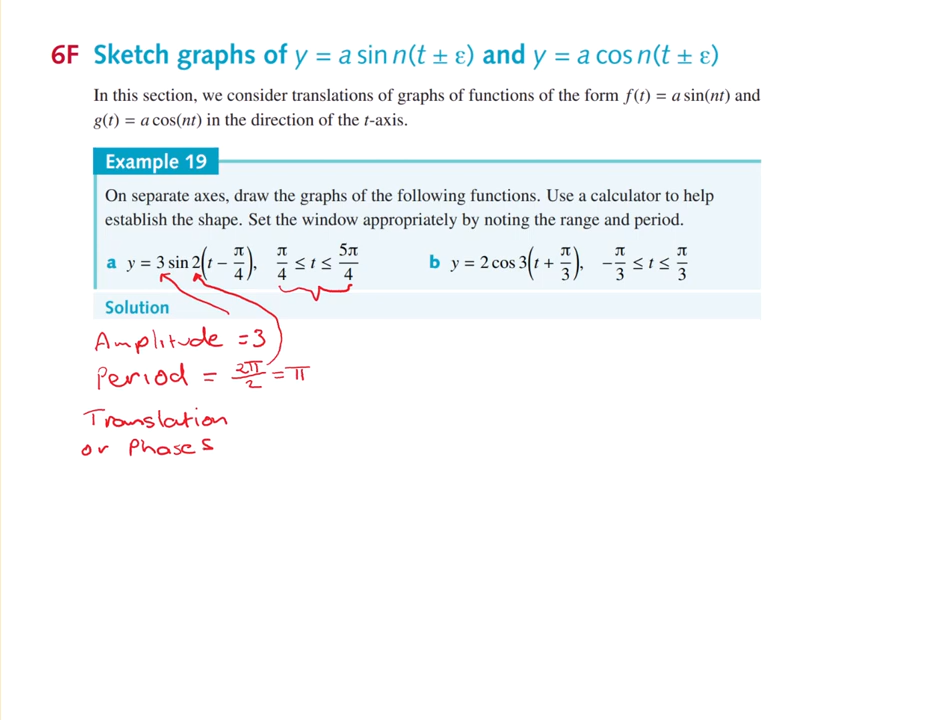 6F Sketch graphs of y = a sin n(t ± ε) and y = a cos n(t ± ε)
In this section, we consider translations of graphs of functions of the form f(t) = a sin(nt) and
g(t) = a cos(nt) in the direction of the t-axis.
Example 19
On separate axes, draw the graphs of the following functions. Use a calculator to help
establish the shape. Set the window appropriately by noting the range and period.
a y = 3 sin 2(t − π/4), π/4 ≤ t ≤ 5π/4 b y = 2 cos 3(t + π/3), −π/3 ≤ t ≤ π/3
Solution
Amplitude = 3
Period = 2π/2 = π
Translation
or Phase S